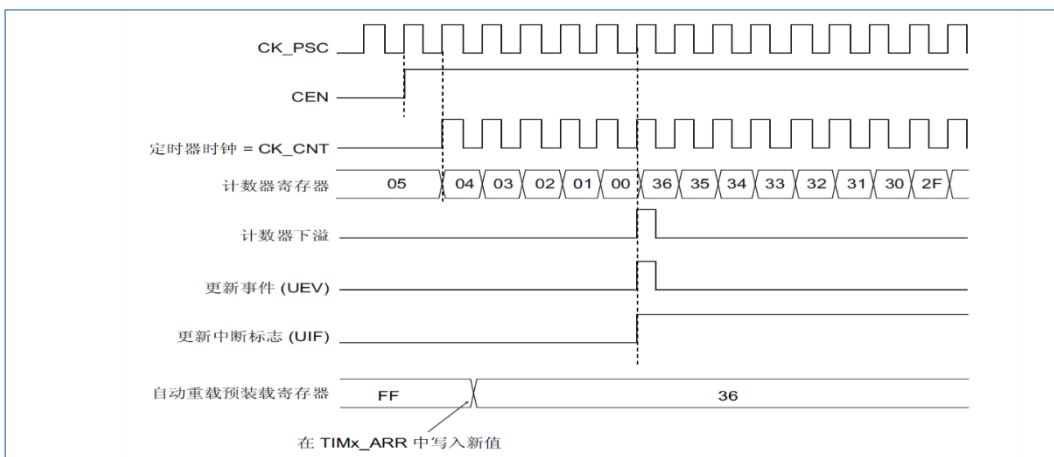 CK_PSC
CEN
定时器时钟 = CK_CNT
计数器寄存器 05 04 03 02 01 00 36 35 34 33 32 31 30 2F
计数器下溢
更新事件 (UEV)
更新中断标志 (UIF)
自动重载预装载寄存器 FF 36
在 TIMx_ARR 中写入新值